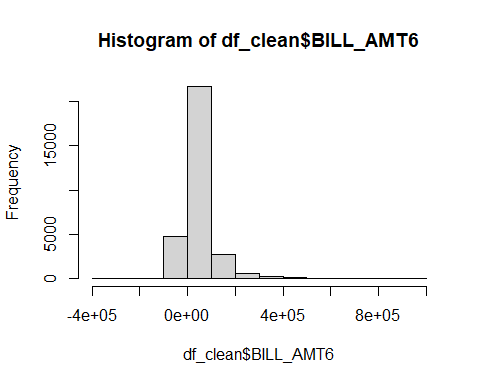 Histogram of df_clean$BILL_AMT6
Frequency
15000
5000
0
-4e+05 0e+00 4e+05 8e+05
df_clean$BILL_AMT6